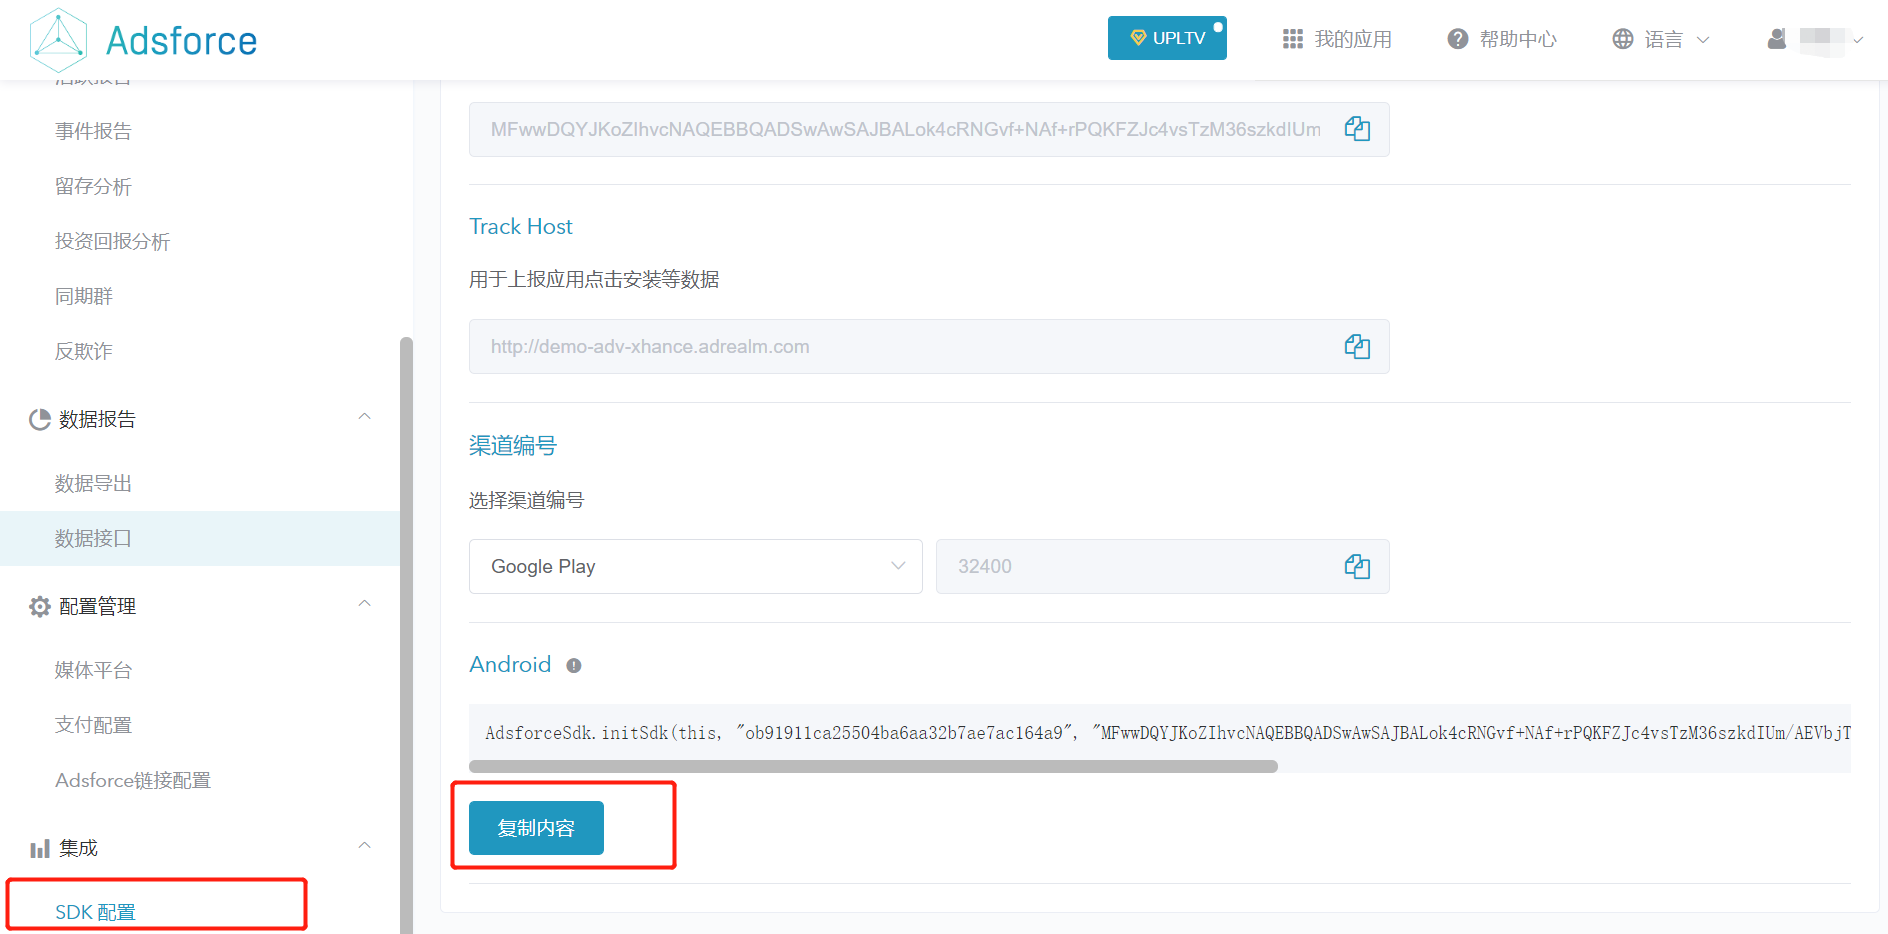 Adsforce
UPLTV
我的应用
帮助中心
语言
活跃报告
事件报告
留存分析
投资回报分析
同期群
反欺诈
数据报告
数据导出
数据接口
配置管理
媒体平台
支付配置
Adsforce链接配置
集成
SDK 配置
MFwwDQYJKoZIhvcNAQEBBQADSwAwSAJBALok4cRNGvf+NAf+rPQKFZJc4vsTzM36szkdIUm
Track Host
用于上报应用点击安装等数据
http://demo-adv-xhance.adrealm.com
渠道编号
选择渠道编号
Google Play
32400
Android
AdsforceSdk.initSdk(this, "ob91911ca25504ba6aa32b7ae7ac164a9", "MFwwDQYJKoZIhvcNAQEBBQADSwAwSAJBALok4cRNGvf+NAf+rPQKFZJc4vsTzM36szkdIUm/AEVbjT
复制内容